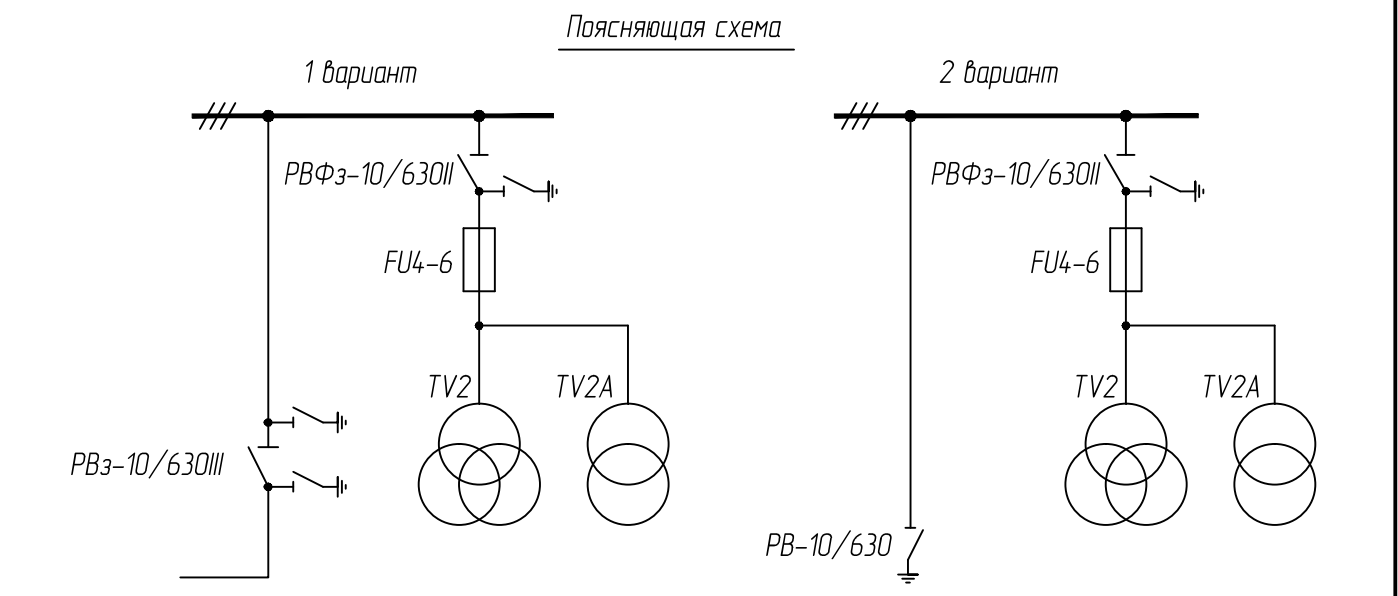 Поясняющая схема
1 вариант
2 вариант
РВФз-10/630II
РВФз-10/630II
FU4-6
FU4-6
TV2
TV2A
TV2
TV2A
РВз-10/630III
РВ-10/630